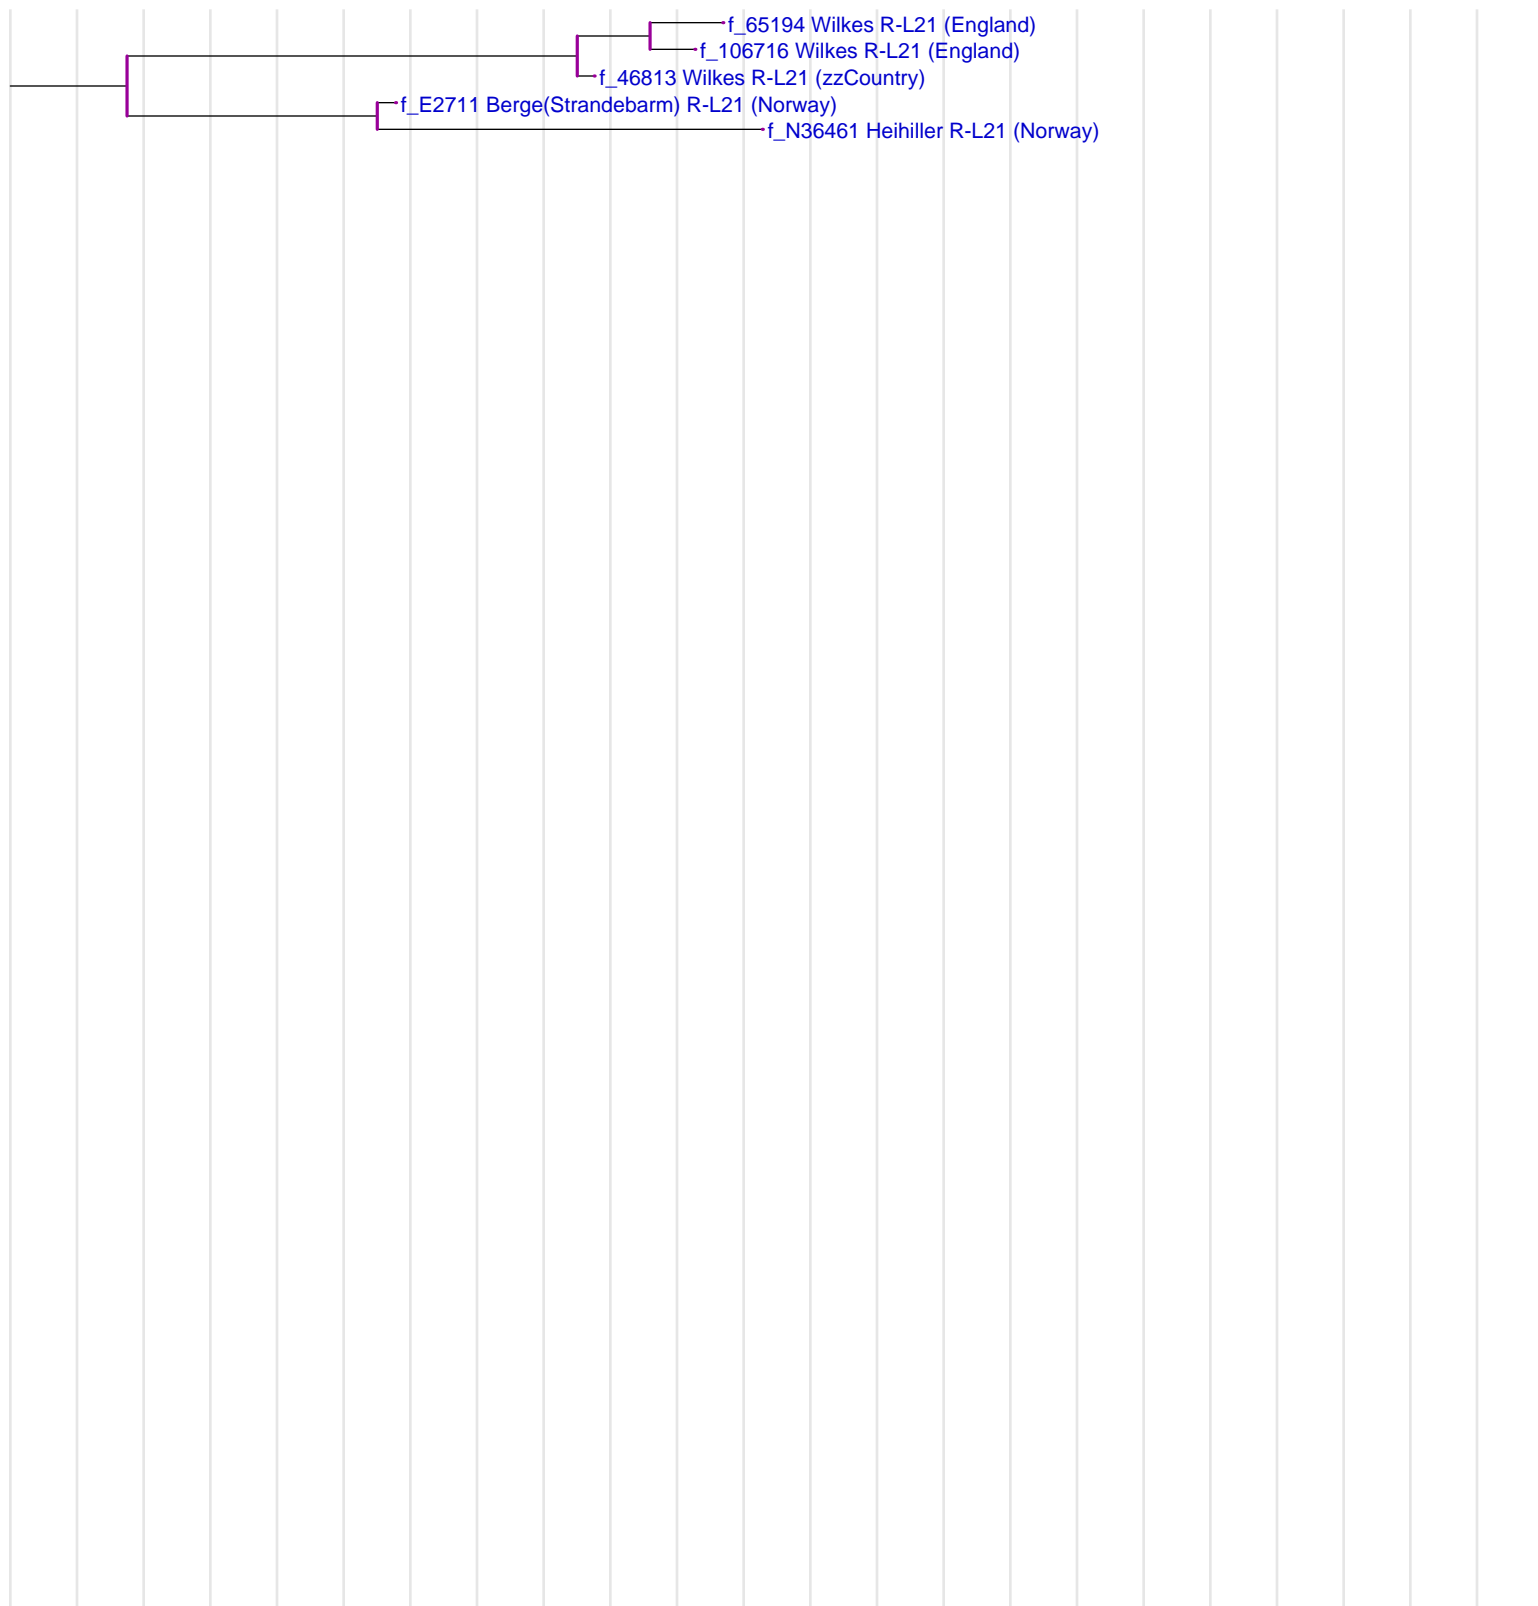 f_65194 Wilkes R-L21 (England)
f_106716 Wilkes R-L21 (England)
f_46813 Wilkes R-L21 (zzCountry)
f_E2711 Berge(Strandebarm) R-L21 (Norway)
f_N36461 Heihiller R-L21 (Norway)